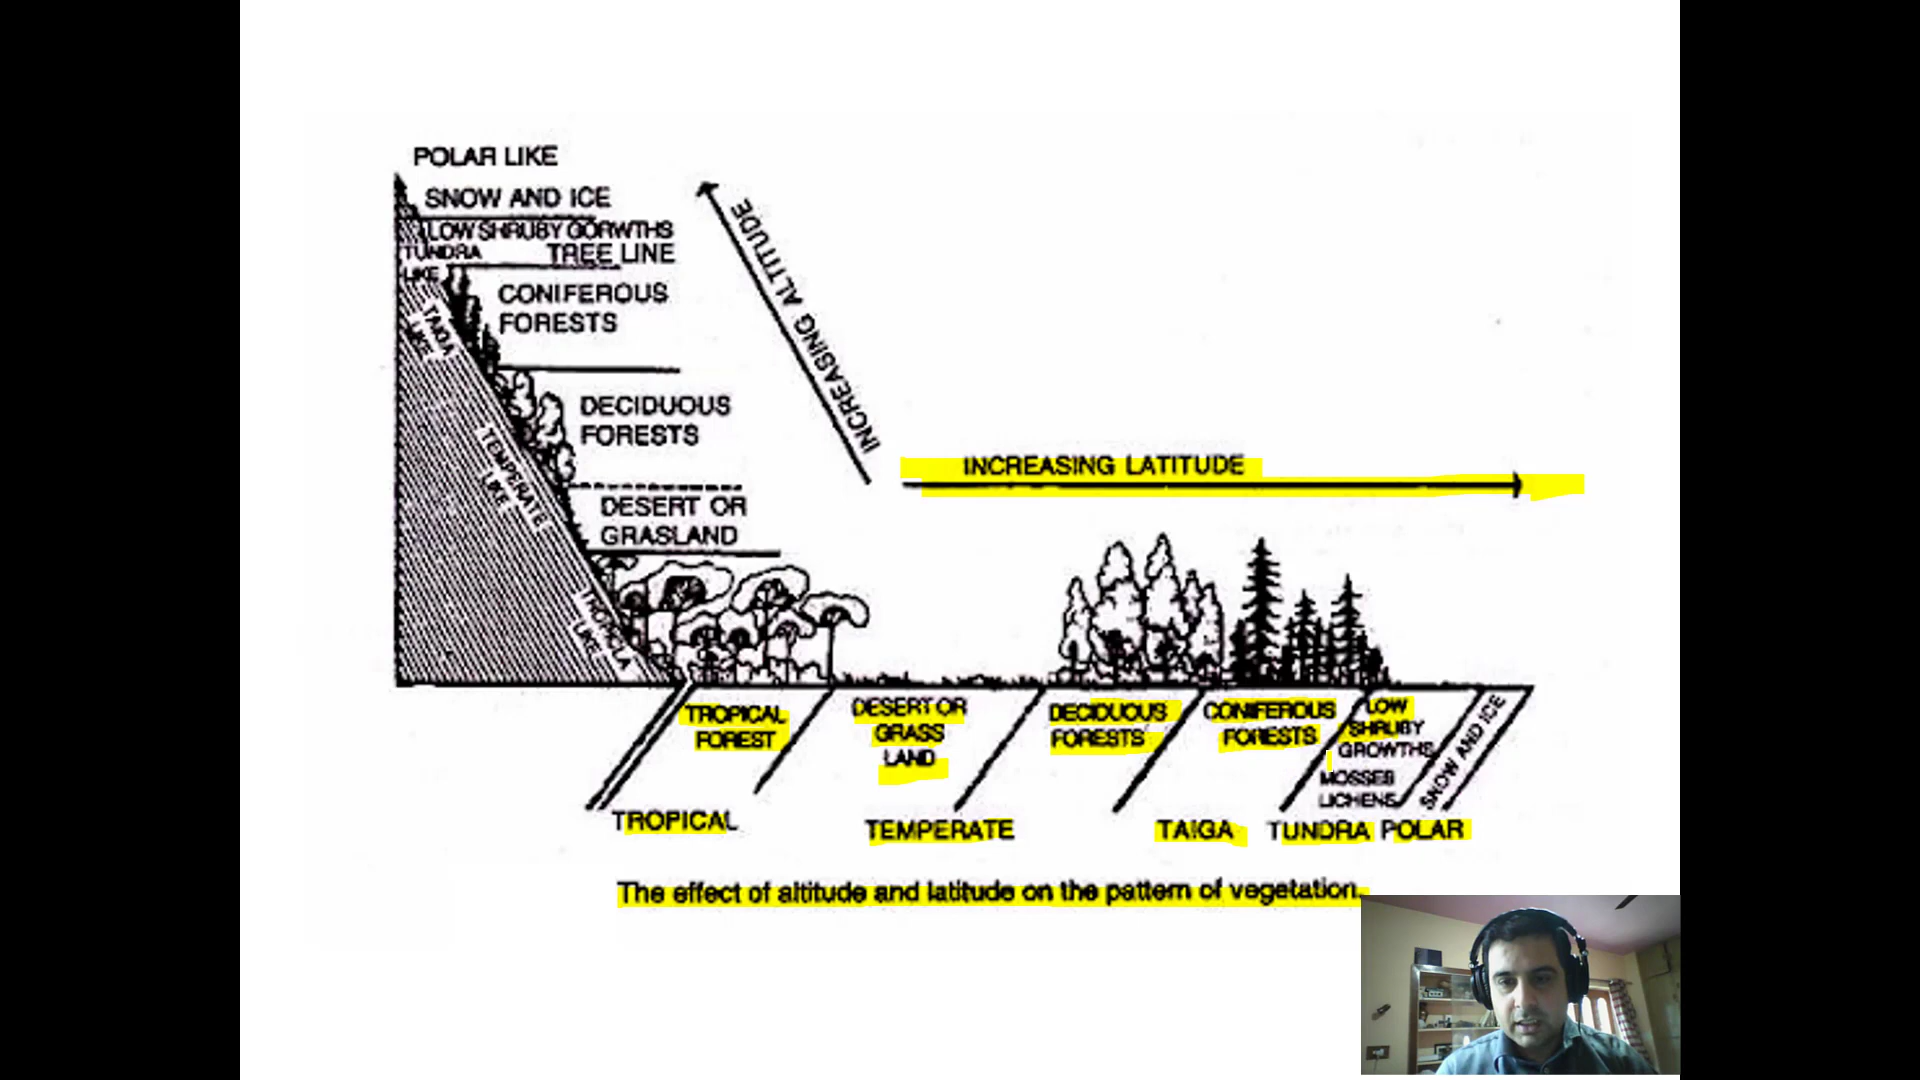 POLAR LIKE
SNOW AND ICE
LOW SHRUBY GORWTHS
TUNDRA LIKE
TREE LINE
CONIFEROUS
FORESTS
TAIGA
LIKE
DECIDUOUS
FORESTS
TEMPERATE
LIKE
DESERT OR
GRASLAND
LIKE
INCREASING ALTITUDE
INCREASING LATITUDE
TROPICAL
FOREST
DESERT OR
GRASS
LAND
DECIDUOUS
FORESTS
CONIFEROUS
FORESTS
LOW
SHRUBY
GROWTHS
MOSSES
LICHENS
SNOW AND ICE
TROPICAL
TEMPERATE
TAIGA
TUNDRA
POLAR
The effect of altitude and latitude on the pattern of vegetation.